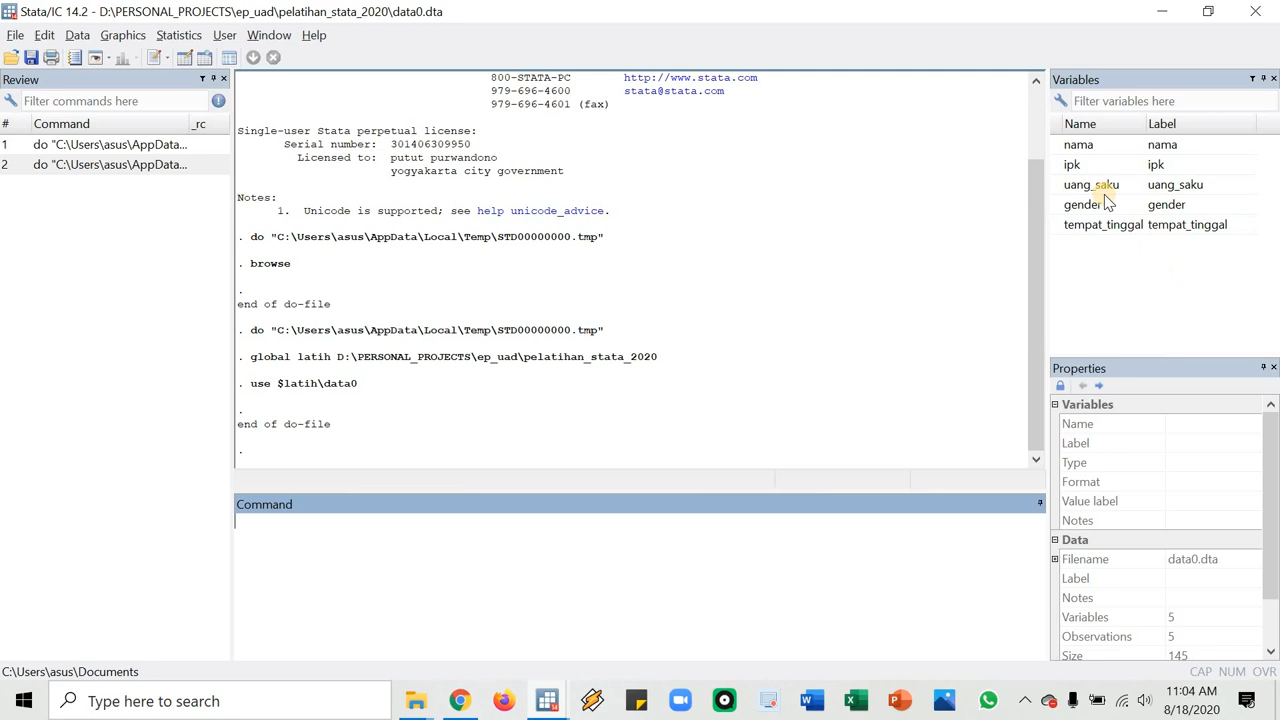 Stata/IC 14.2 - D:\PERSONAL_PROJECTS\ep_uad\pelatihan_stata_2020\data0.dta
File Edit Data Graphics Statistics User Window Help
Review
Filter commands here
# Command _rc
1 do "C:\Users\asus\AppData...
2 do "C:\Users\asus\AppData...
800-STATA-PC http://www.stata.com
979-696-4600 stata@stata.com
979-696-4601 (fax)
Single-user Stata perpetual license:
Serial number: 301406309950
Licensed to: putut purwandono
yogyakarta city government
Notes:
1. Unicode is supported; see help unicode_advice.
. do "C:\Users\asus\AppData\Local\Temp\STD00000000.tmp"
. browse
.
end of do-file
. do "C:\Users\asus\AppData\Local\Temp\STD00000000.tmp"
. global latih D:\PERSONAL_PROJECTS\ep_uad\pelatihan_stata_2020
. use $latih\data0
.
end of do-file
.
Command
Variables
Filter variables here
Name Label
nama nama
ipk ipk
uang_saku uang_saku
gender gender
tempat_tinggal tempat_tinggal
Properties
Variables
Name
Label
Type
Format
Value label
Notes
Data
Filename data0.dta
Label
Notes
Variables 5
Observations 5
Size 145
C:\Users\asus\Documents
CAP NUM OVR
Type here to search
11:04 AM
8/18/2020